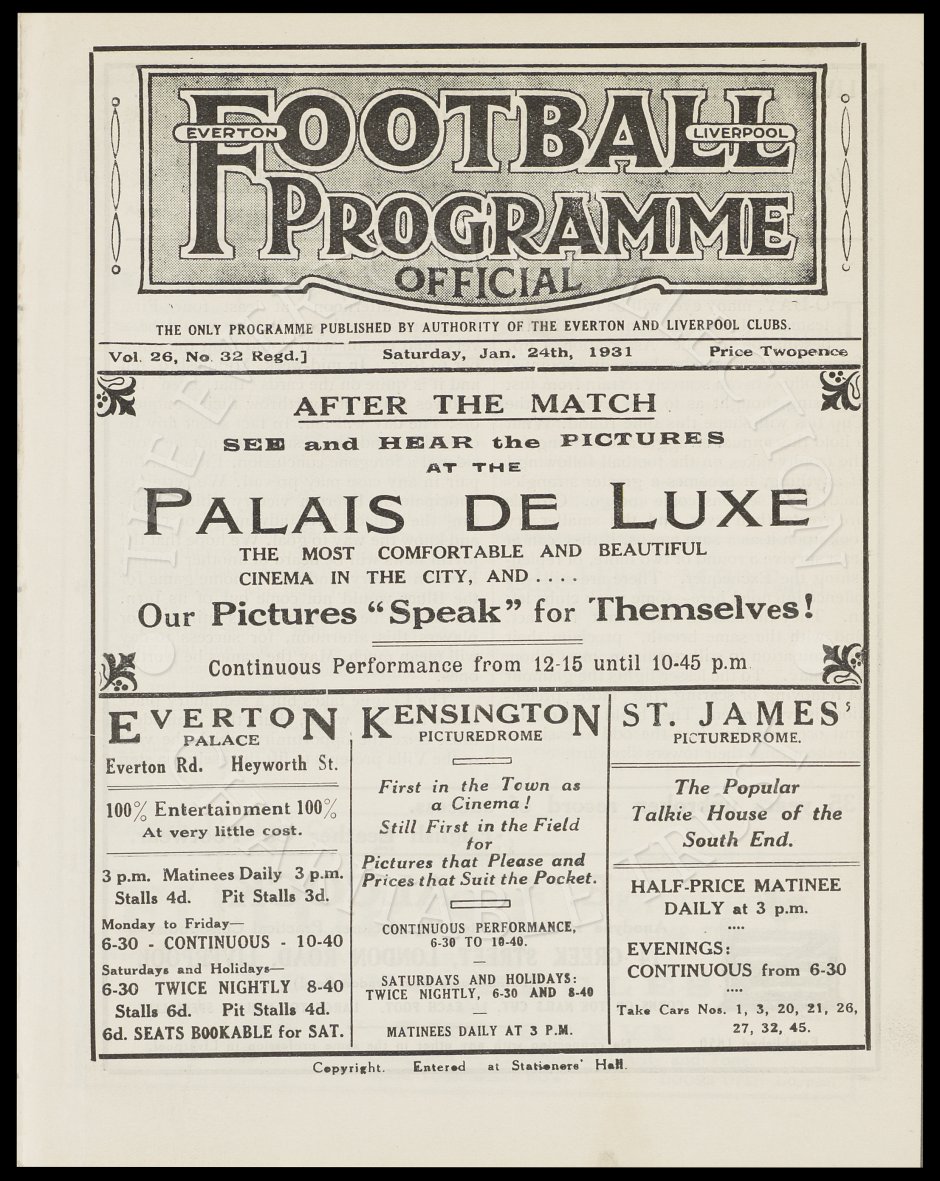 FOOTBALL
EVERTON
LIVERPOOL
PROGRAMME
OFFICIAL
THE ONLY PROGRAMME PUBLISHED BY AUTHORITY OF THE EVERTON AND LIVERPOOL CLUBS.
Vol. 26, No. 32 Regd.] Saturday, Jan. 24th, 1931 Price Twopence
AFTER THE MATCH
SEE and HEAR the PICTURES
AT THE
PALAIS DE LUXE
THE MOST COMFORTABLE AND BEAUTIFUL
CINEMA IN THE CITY, AND ....
Our Pictures "Speak" for Themselves!
Continuous Performance from 12-15 until 10-45 p.m
EVERTON
PALACE
Everton Rd. Heyworth St.
100% Entertainment 100%
At very little cost.
3 p.m. Matinees Daily 3 p.m.
Stalls 4d. Pit Stalls 3d.
Monday to Friday—
6-30 - CONTINUOUS - 10-40
Saturdays and Holidays—
6-30 TWICE NIGHTLY 8-40
Stalls 6d. Pit Stalls 4d.
6d. SEATS BOOKABLE for SAT.
KENSINGTON
PICTUREDROME
First in the Town as
a Cinema!
Still First in the Field
for
Pictures that Please and
Prices that Suit the Pocket.
CONTINUOUS PERFORMANCE,
6-30 TO 10-40.
SATURDAYS AND HOLIDAYS:
TWICE NIGHTLY, 6-30 AND 8-40
MATINEES DAILY AT 3 P.M.
ST. JAMES'S
PICTUREDROME.
The Popular
Talkie House of the
South End.
HALF-PRICE MATINEE
DAILY at 3 p.m.
....
EVENINGS:
CONTINUOUS from 6-30
....
Take Cars Nos. 1, 3, 20, 21, 26,
27, 32, 45.
Copyright. Entered at Stationers' Hall.